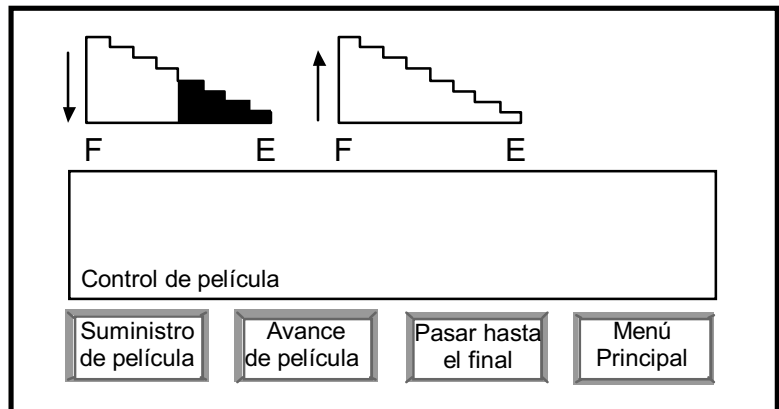 F E F E
Control de película
Suministro
de película
Avance
de película
Pasar hasta
el final
Menú
Principal